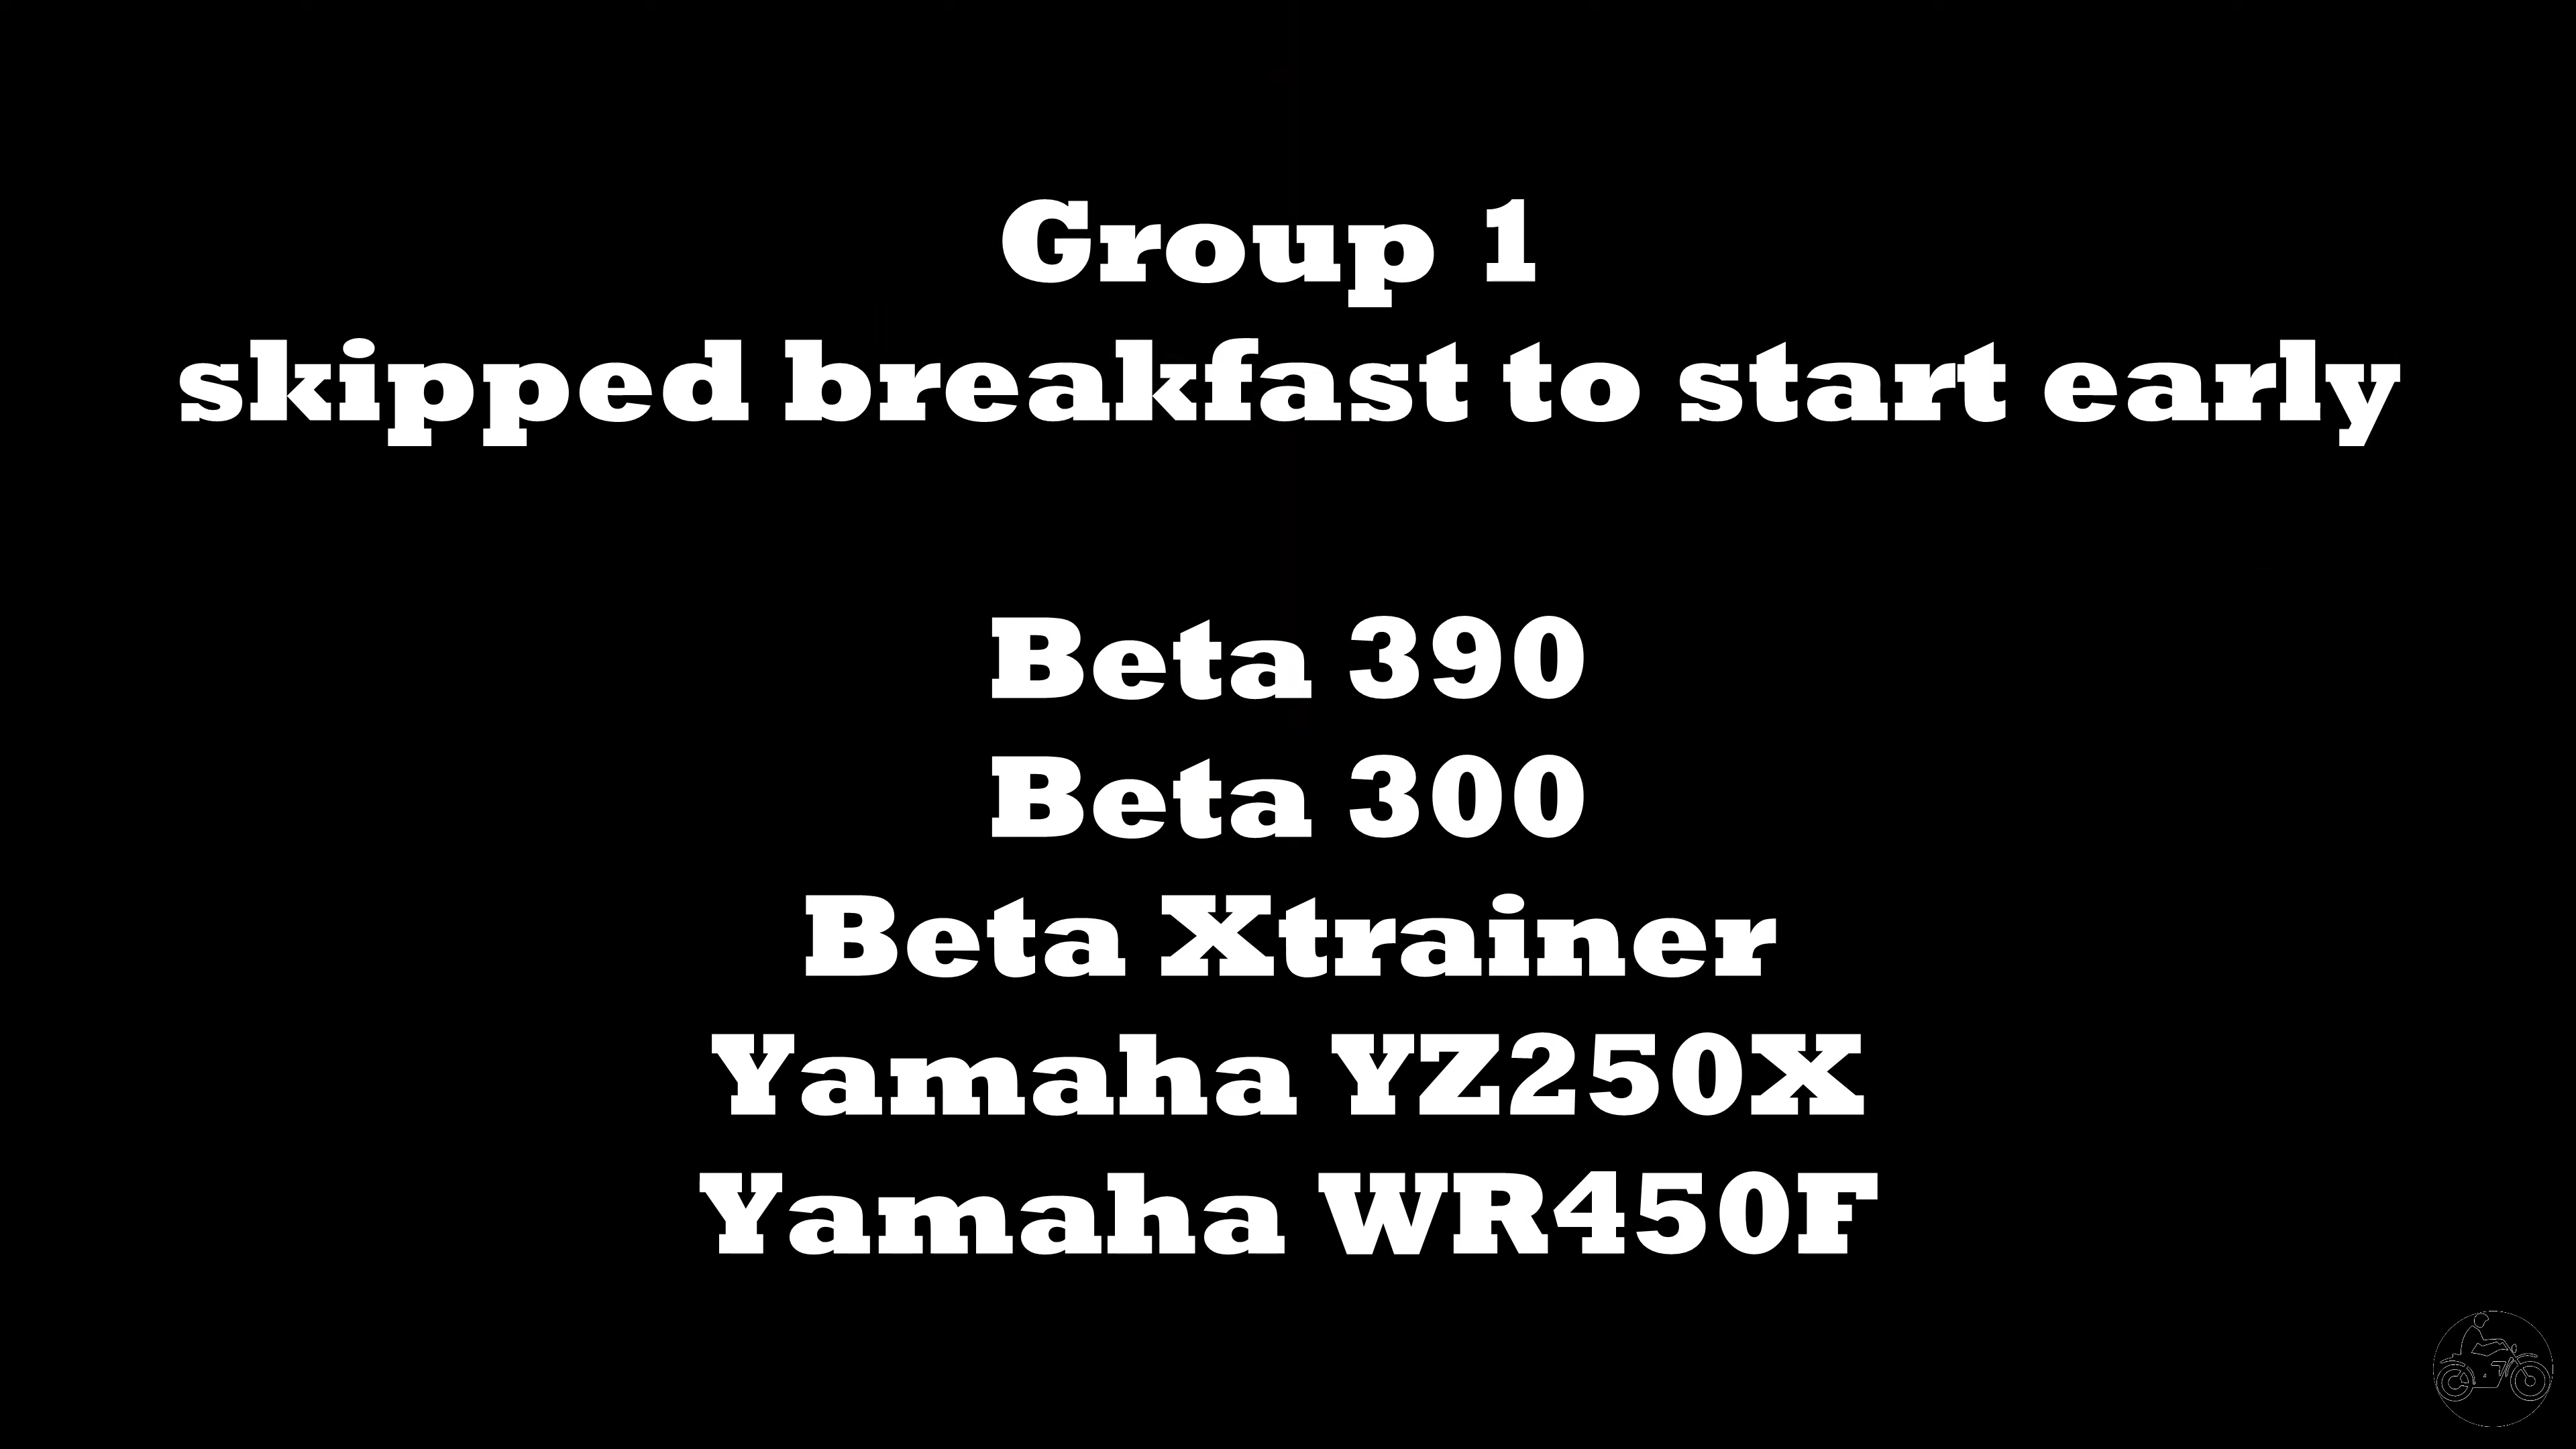 Group 1
skipped breakfast to start early
Beta 390
Beta 300
Beta Xtrainer
Yamaha YZ250X
Yamaha WR450F